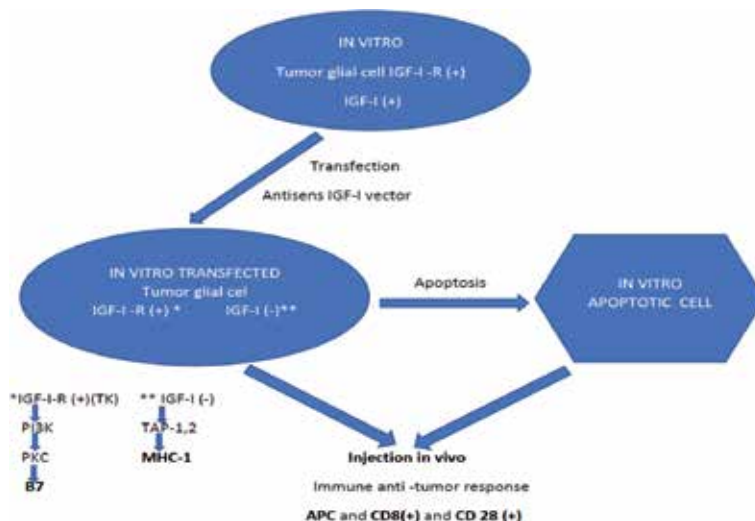 IN VITRO
Tumor glial cell IGF-I -R (+)
IGF-I (+)
Transfection
Antisens IGF-I vector
IN VITRO TRANSFECTED
Tumor glial cel
IGF-I -R (+) * IGF-I (-)**
Apoptosis
IN VITRO
APOPTOTIC CELL
*IGF-I-R (+)(TK)
PI3K
PKC
B7
** IGF-I (-)
TAP-1,2
MHC-1
Injection in vivo
Immune anti -tumor response
APC and CD8(+) and CD 28 (+)